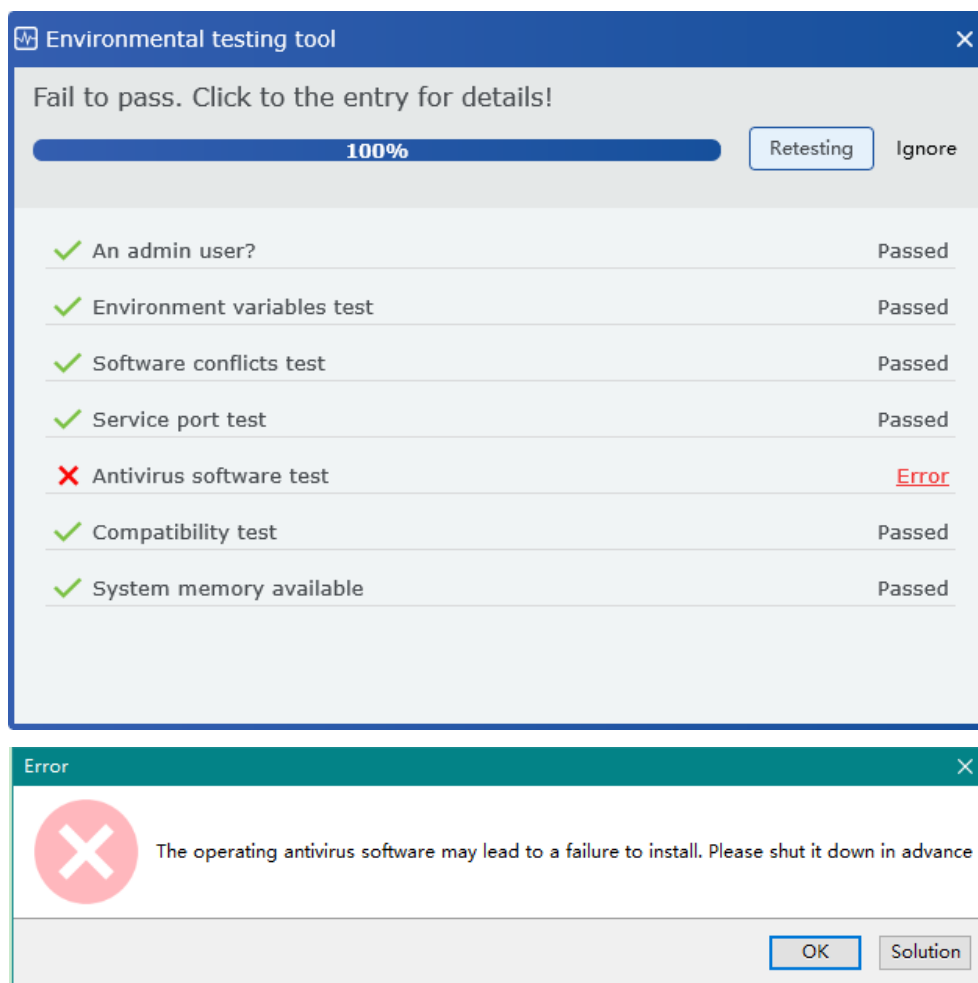 Environmental testing tool
Fail to pass. Click to the entry for details!
100%
Retesting
Ignore
An admin user? Passed
Environment variables test Passed
Software conflicts test Passed
Service port test Passed
Antivirus software test Error
Compatibility test Passed
System memory available Passed
Error
The operating antivirus software may lead to a failure to install. Please shut it down in advance
OK
Solution